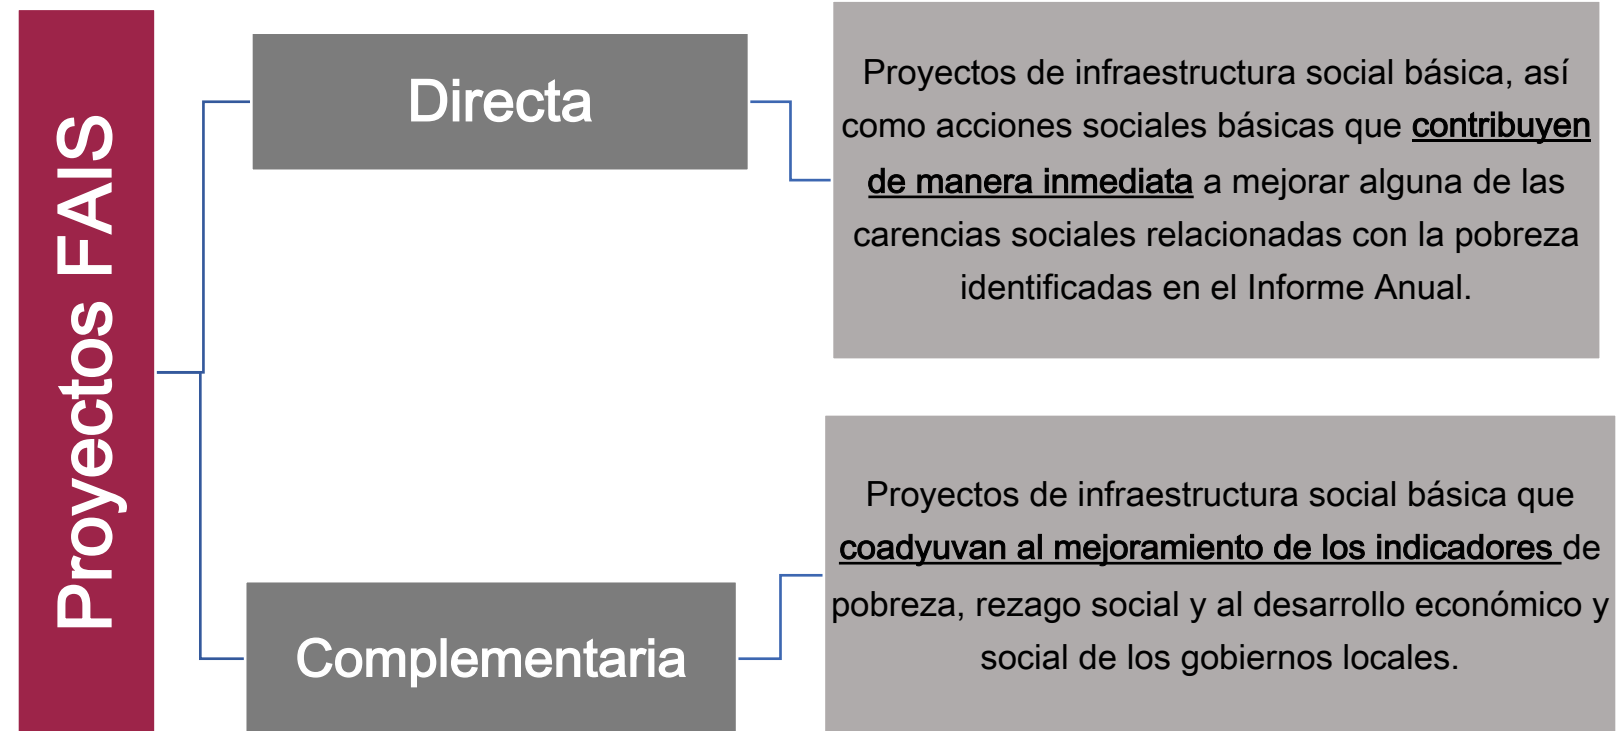 Proyectos FAIS
Directa
Proyectos de infraestructura social básica, así
como acciones sociales básicas que contribuyen
de manera inmediata a mejorar alguna de las
carencias sociales relacionadas con la pobreza
identificadas en el Informe Anual.
Complementaria
Proyectos de infraestructura social básica que
coadyuvan al mejoramiento de los indicadores de
pobreza, rezago social y al desarrollo económico y
social de los gobiernos locales.